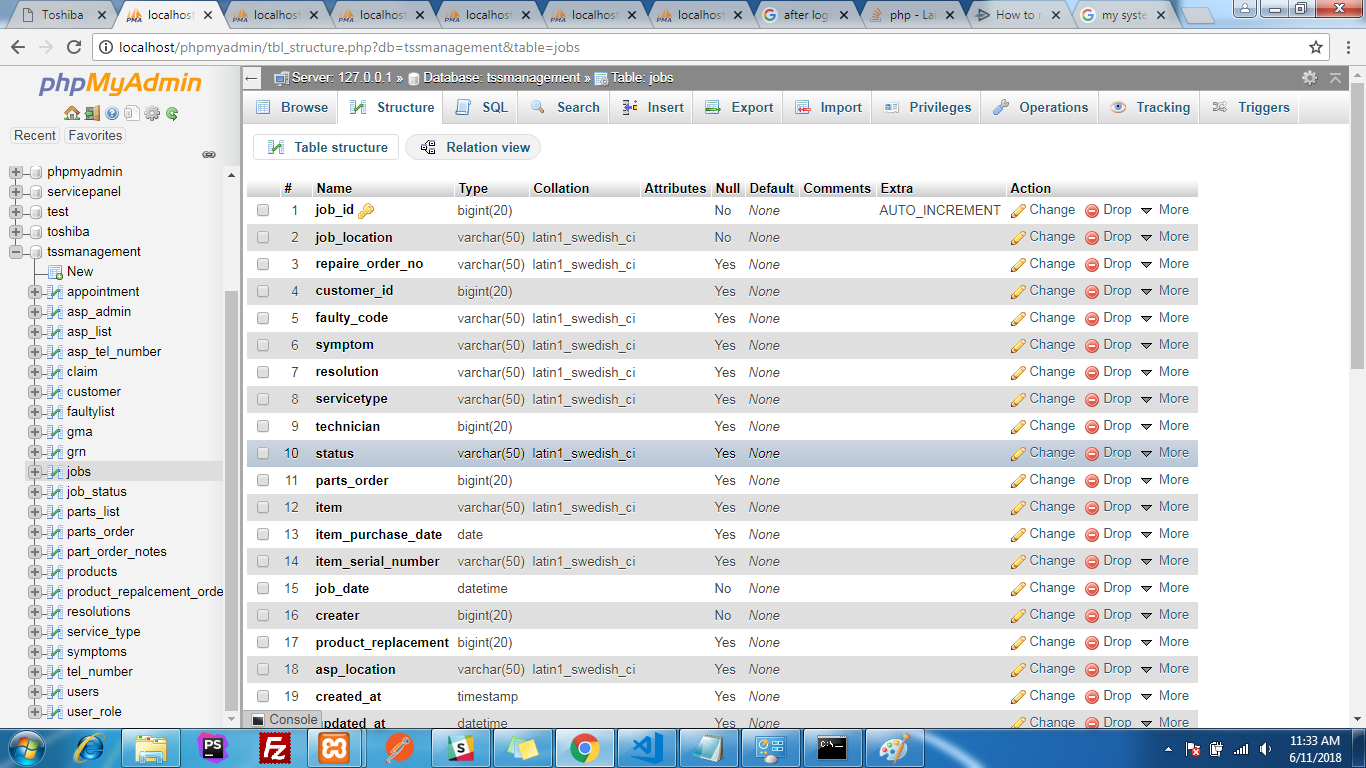 Toshiba
localhost
localhost
localhost
localhost
localhost
localhost
after log
php - La
How to r
my syste
localhost/phpmyadmin/tbl_structure.php?db=tssmanagement&table=jobs
phpMyAdmin
Recent Favorites
phpmyadmin
servicepanel
test
toshiba
tssmanagement
New
appointment
asp_admin
asp_list
asp_tel_number
claim
customer
faultylist
gma
grn
jobs
job_status
parts_list
parts_order
part_order_notes
products
product_repalcement_orde
resolutions
service_type
symptoms
tel_number
users
user_role
Server: 127.0.0.1 » Database: tssmanagement » Table: jobs
Browse Structure SQL Search Insert Export Import Privileges Operations Tracking Triggers
Table structure Relation view
# Name Type Collation Attributes Null Default Comments Extra Action
1 job_id bigint(20) No None AUTO_INCREMENT Change Drop More
2 job_location varchar(50) latin1_swedish_ci No None Change Drop More
3 repaire_order_no varchar(50) latin1_swedish_ci Yes None Change Drop More
4 customer_id bigint(20) Yes None Change Drop More
5 faulty_code varchar(50) latin1_swedish_ci Yes None Change Drop More
6 symptom varchar(50) latin1_swedish_ci Yes None Change Drop More
7 resolution varchar(50) latin1_swedish_ci Yes None Change Drop More
8 servicetype varchar(50) latin1_swedish_ci Yes None Change Drop More
9 technician bigint(20) Yes None Change Drop More
10 status varchar(50) latin1_swedish_ci Yes None Change Drop More
11 parts_order bigint(20) Yes None Change Drop More
12 item varchar(50) latin1_swedish_ci Yes None Change Drop More
13 item_purchase_date date Yes None Change Drop More
14 item_serial_number varchar(50) latin1_swedish_ci Yes None Change Drop More
15 job_date datetime No None Change Drop More
16 creater bigint(20) No None Change Drop More
17 product_replacement bigint(20) Yes None Change Drop More
18 asp_location varchar(50) latin1_swedish_ci Yes None Change Drop More
19 created_at timestamp Yes None Change Drop More
updated_at datetime Yes None Change Drop More
Console
11:33 AM
6/11/2018